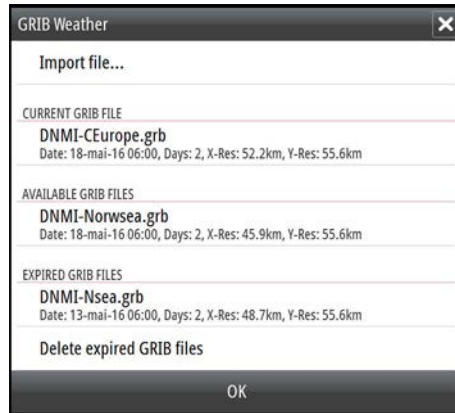 GRIB Weather
Import file...
CURRENT GRIB FILE
DNMI-CEurope.grb
Date: 18-mai-16 06:00, Days: 2, X-Res: 52.2km, Y-Res: 55.6km
AVAILABLE GRIB FILES
DNMI-Norwsea.grb
Date: 18-mai-16 06:00, Days: 2, X-Res: 45.9km, Y-Res: 55.6km
EXPIRED GRIB FILES
DNMI-Nsea.grb
Date: 13-mai-16 06:00, Days: 2, X-Res: 48.7km, Y-Res: 55.6km
Delete expired GRIB files
OK